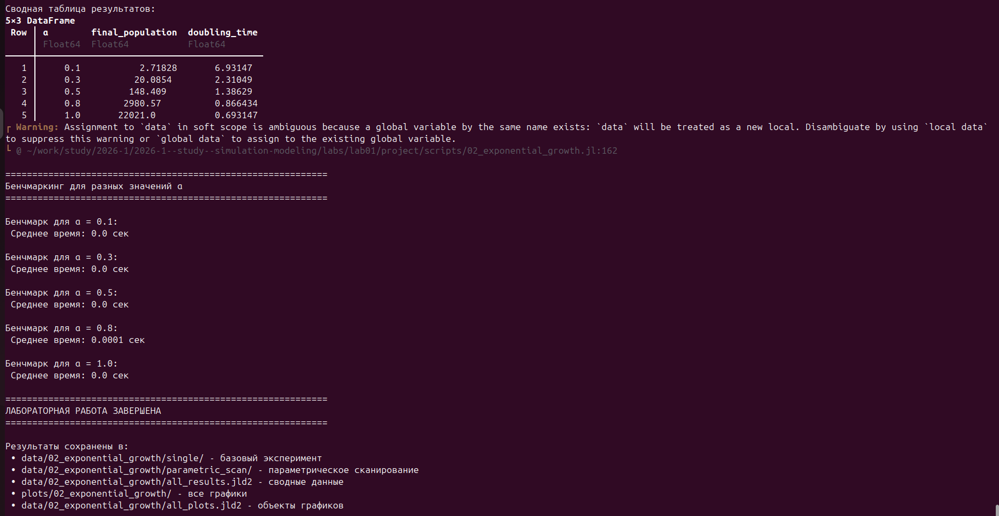 Сводная таблица результатов:
5×3 DataFrame
Row │ α        final_population  doubling_time
    │ Float64  Float64           Float64
1 │ 0.1  2.71828  6.93147
2 │ 0.3  20.0854  2.31049
3 │ 0.5  148.409  1.38629
4 │ 0.8  2980.57  0.866434
5 │ 1.0  22021.0  0.693147
┌ Warning: Assignment to `data` in soft scope is ambiguous because a global variable by the same name exists: `data` will be treated as a new local. Disambiguate by using `local data`
to suppress this warning or `global data` to assign to the existing global variable.
└ @ ~/work/study/2026-1/2026-1--study--simulation-modeling/labs/lab01/project/scripts/02_exponential_growth.jl:162
============================================================
Бенчмаркинг для разных значений α
============================================================
Бенчмарк для α = 0.1:
Среднее время: 0.0 сек
Бенчмарк для α = 0.3:
Среднее время: 0.0 сек
Бенчмарк для α = 0.5:
Среднее время: 0.0 сек
Бенчмарк для α = 0.8:
Среднее время: 0.0001 сек
Бенчмарк для α = 1.0:
Среднее время: 0.0 сек
============================================================
ЛАБОРАТОРНАЯ РАБОТА ЗАВЕРШЕНА
============================================================
Результаты сохранены в:
• data/02_exponential_growth/single/ - базовый эксперимент
• data/02_exponential_growth/parametric_scan/ - параметрическое сканирование
• data/02_exponential_growth/all_results.jld2 - сводные данные
• plots/02_exponential_growth/ - все графики
• data/02_exponential_growth/all_plots.jld2 - объекты графиков